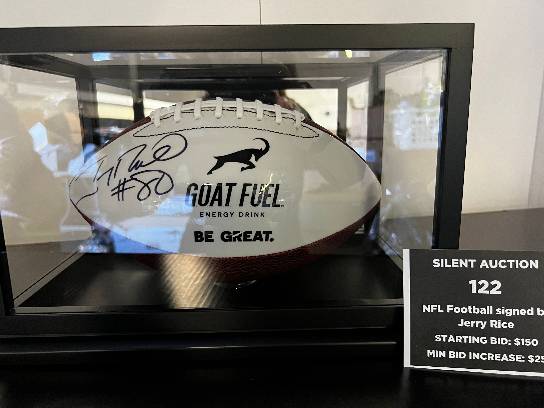 #80
GOAT FUEL
ENERGY DRINK
BE GREAT.
SILENT AUCTION
122
NFL Football signed
Jerry Rice
STARTING BID: $150
MIN BID INCREASE: $25